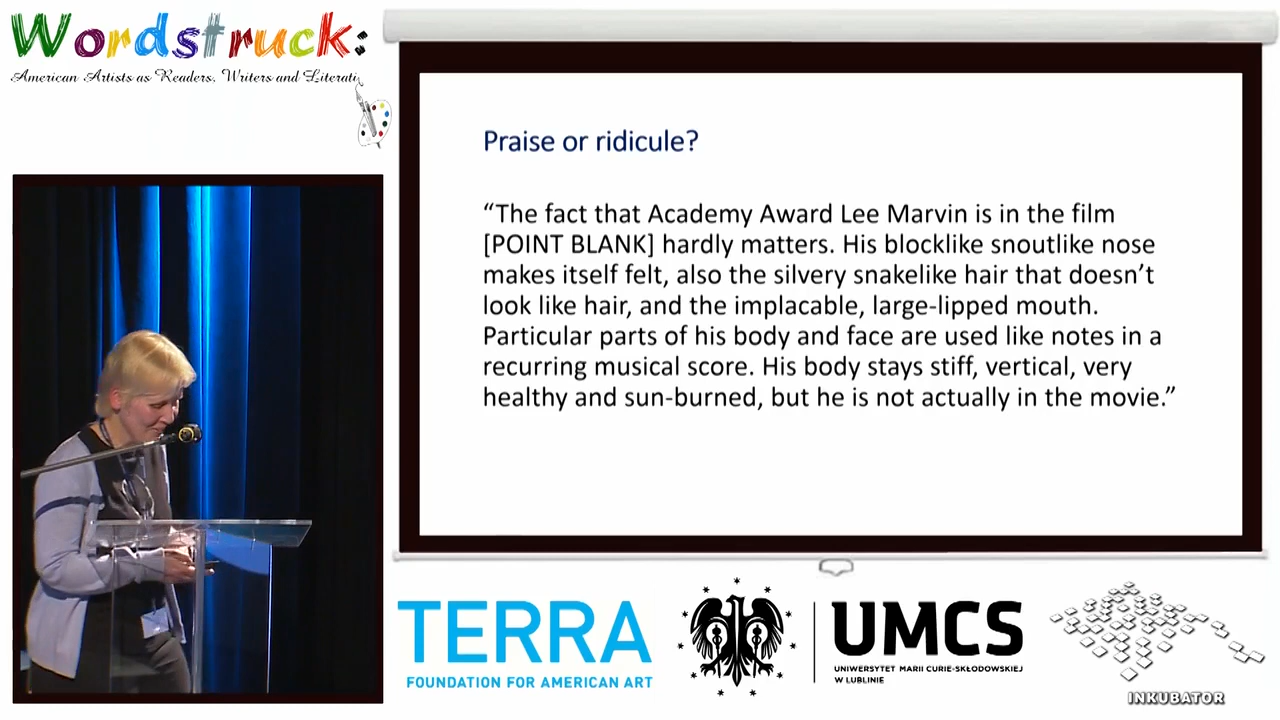 Wordstruck:
American Artists as Readers, Writers and Literati
Praise or ridicule?
“The fact that Academy Award Lee Marvin is in the film
[POINT BLANK] hardly matters. His blocklike snoutlike nose
makes itself felt, also the silvery snakelike hair that doesn’t
look like hair, and the implacable, large-lipped mouth.
Particular parts of his body and face are used like notes in a
recurring musical score. His body stays stiff, vertical, very
healthy and sun-burned, but he is not actually in the movie.”
TERRA
FOUNDATION FOR AMERICAN ART
UMCS
UNIWERSYTET MARII CURIE-SKŁODOWSKIEJ
W LUBLINIE
INKUBATOR